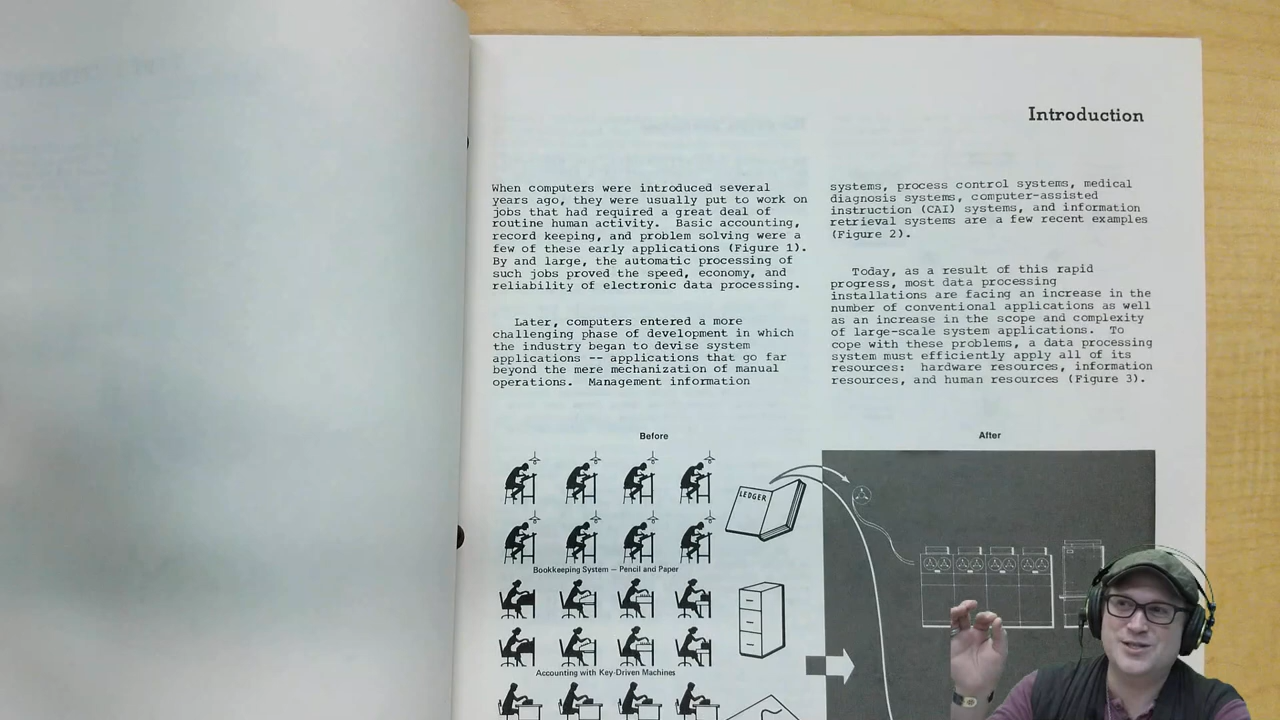 Introduction
When computers were introduced several
years ago, they were usually put to work on
jobs that had required a great deal of
routine human activity.  Basic accounting,
record keeping, and problem solving were a
few of these early applications (Figure 1).
By and large, the automatic processing of
such jobs proved the speed, economy, and
reliability of electronic data processing.
Later, computers entered a more
challenging phase of development in which
the industry began to devise system
applications -- applications that go far
beyond the mere mechanization of manual
operations.  Management information
systems, process control systems, medical
diagnosis systems, computer-assisted
instruction (CAI) systems, and information
retrieval systems are a few recent examples
(Figure 2).
Today, as a result of this rapid
progress, most data processing
installations are facing an increase in the
number of conventional applications as well
as an increase in the scope and complexity
of large-scale system applications.  To
cope with these problems, a data processing
system must efficiently apply all of its
resources:  hardware resources, information
resources, and human resources (Figure 3).
Before
After
LEDGER
Bookkeeping System — Pencil and Paper
Accounting with Key-Driven Machines